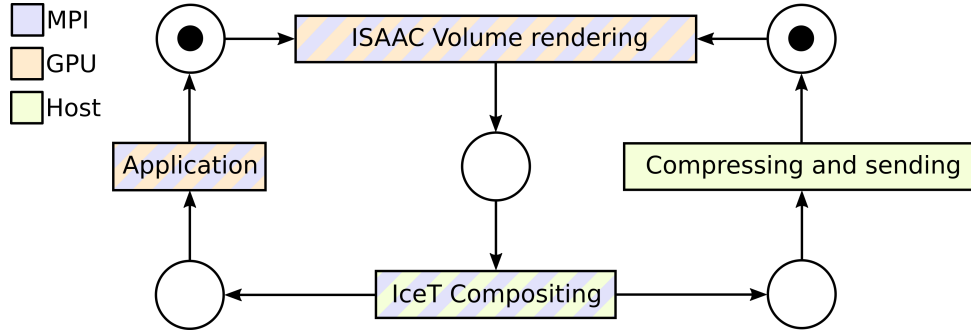 MPI
GPU
Host
ISAAC Volume rendering
Application
Compressing and sending
IceT Compositing